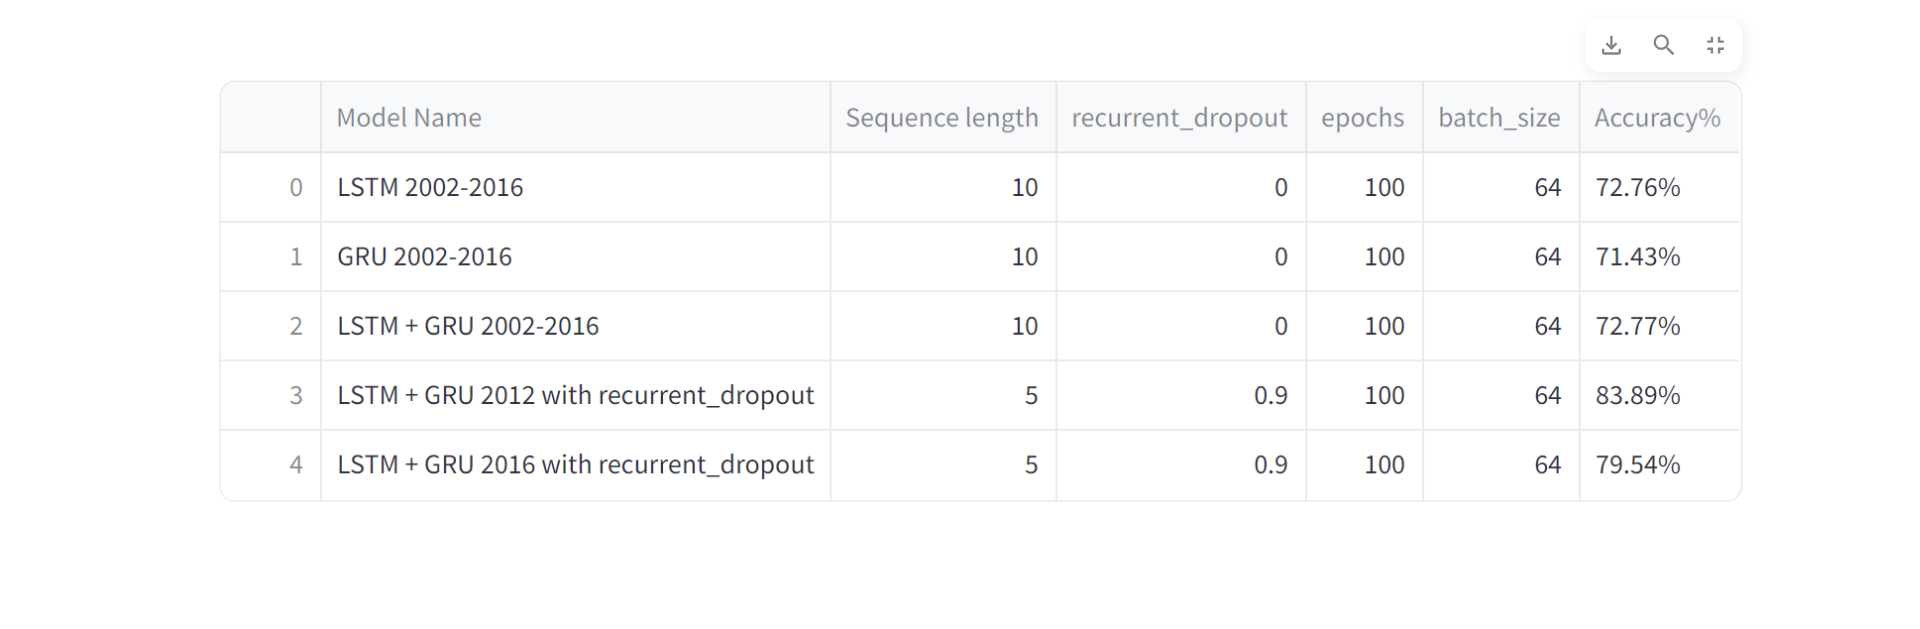 Model Name Sequence length recurrent_dropout epochs batch_size Accuracy%
0 LSTM 2002-2016 10 0 100 64 72.76%
1 GRU 2002-2016 10 0 100 64 71.43%
2 LSTM + GRU 2002-2016 10 0 100 64 72.77%
3 LSTM + GRU 2012 with recurrent_dropout 5 0.9 100 64 83.89%
4 LSTM + GRU 2016 with recurrent_dropout 5 0.9 100 64 79.54%